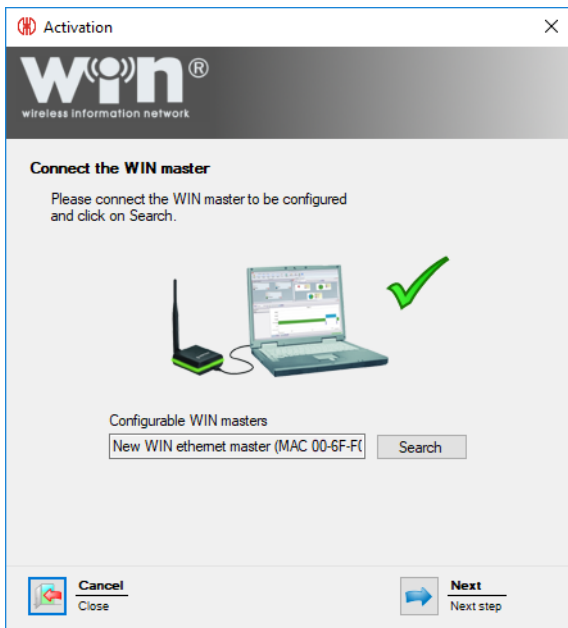 Activation
WIN®
wireless information network
Connect the WIN master
Please connect the WIN master to be configured
and click on Search.
Configurable WIN masters
New WIN ethernet master (MAC 00-6F-F(
Search
Cancel
Close
Next
Next step